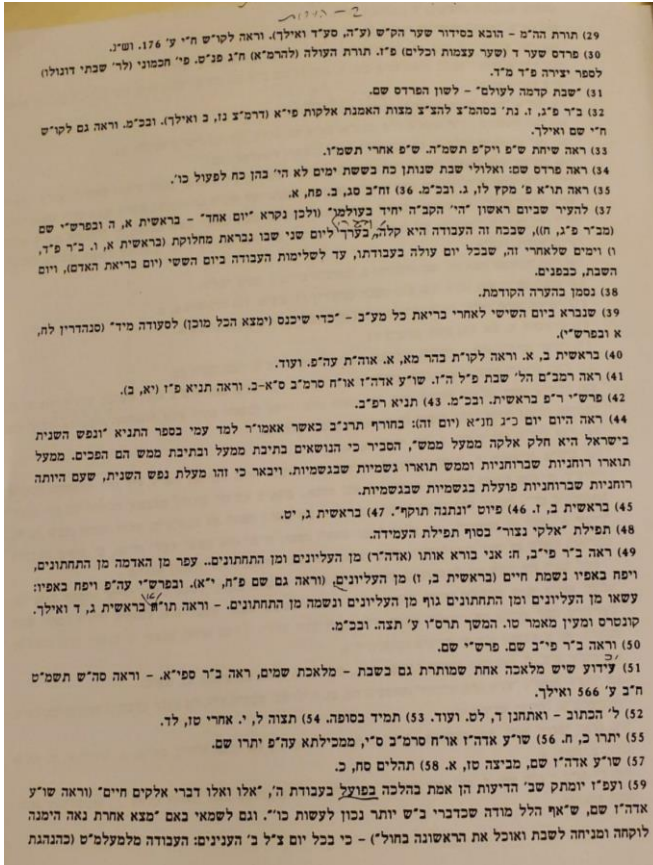 2 - הערות
29) תורת הה"מ – הובא בסידור שער הק"ש (ע"ה, סע"ד ואילך). וראה לקו"ש ח"י ע' 176. וש"נ.
30) פרדס שער ד (שער עצמות וכלים) פ"ז. תורת העולה (להרמ"א) ח"ג פנ"ט. פי' חכמוני (לר' שבתי דונולו)
לספר יצירה פ"ד מ"ד.
31) "שבת קדמה לעולם" – לשון הפרדס שם.
32) ב"ר פ"ג, ז. נת' בסהמ"צ להצ"צ מצות האמנת אלקות פי"א (דרמ"צ נז, ב ואילך). ובכ"מ. וראה גם לקו"ש
ח"י שם ואילך.
33) ראה שיחת ש"פ ויק"פ תשמ"ה. ש"פ אחרי תשמ"ו.
34) ראה פרדס שם: ואלולי שבת שנותן כח בששת ימים לא הי' בהן כח לפעול כו'.
35) ראה תו"א פ' מקץ לז, ג. ובכ"מ. 36) זח"ב סג, ב. פח, א.
37) להעיר שביום ראשון "הי' הקב"ה יחיד בעולמו" (ולכן נקרא "יום אחד" – בראשית א, ה ובפרש"י שם
(מב"ר פ"ג, ח)), שבכח זה העבודה היא קלה, בערך ליום שני שבו נבראת מחלוקת (בראשית א, ו. ב"ר פ"ד,
ו) וימים שלאחרי זה, שבכל יום עולה בעבודתו, עד לשלימות העבודה ביום הששי (יום בריאת האדם), ויום
השבת, כבפנים.
38) נסמן בהערה הקודמת.
39) שנברא ביום השישי לאחרי בריאת כל מע"ב – "כדי שיכנס (ימצא הכל מוכן) לסעודה מיד" (סנהדרין לח,
א ובפרש"י).
40) בראשית ב, א. וראה לקו"ת בהר מא, א. אוה"ת עה"פ. ועוד.
41) ראה רמב"ם הל' שבת פ"ל ה"ז. שו"ע אדה"ז או"ח סרמ"ב ס"א-ב. וראה תניא פ"ז (יא, ב).
42) פרש"י ר"פ בראשית. ובכ"מ. 43) תניא רפ"ב.
44) ראה היום יום כ"ג מנ"א (יום זה): בחורף תרנ"ב כאשר אאמו"ר למד עמי בספר התניא "ונפש השנית
בישראל היא חלק אלקה ממעל ממש", הסביר כי הנושאים בתיבת ממעל ובתיבת ממש הם הפכים. ממעל
תוארו רוחניות שברוחניות וממש תוארו גשמיות שבגשמיות. ויבאר כי זהו מעלת נפש השנית, שעם היותה
רוחניות שברוחניות פועלת בגשמיות שבגשמיות.
45) בראשית ב, ז. 46) פיוט "ונתנה תוקף". 47) בראשית ג, יט.
48) תפילת "אלקי נצור" בסוף תפילת העמידה.
49) ראה ב"ר פי"ב, ח: אני בורא אותו (אדה"ר) מן העליונים ומן התחתונים.. עפר מן האדמה מן התחתונים,
ויפח באפיו נשמת חיים (בראשית ב, ז) מן העליונים, (וראה גם שם פ"ח, י"א). ובפרש"י עה"פ ויפח באפיו:
עשאו מן העליונים ומן התחתונים גוף מן העליונים ונשמה מן התחתונים. – וראה תו"א בראשית ג, ד ואילך.
קונטרס ומעין מאמר טו. המשך תרס"ו ע' תצה. ובכ"מ.
50) וראה ב"ר פי"ב שם. פרש"י שם.
51) כידוע שיש מלאכה אחת שמותרת גם בשבת – מלאכת שמים, ראה ב"ר ספי"א. – וראה סה"ש תשמ"ט
ח"ב ע' 566 ואילך.
52) ל' הכתוב – ואתחנן ד, לט. ועוד. 53) תמיד בסופה. 54) תצוה ל, י. אחרי טז, לד.
55) יתרו כ, ח. 56) שו"ע אדה"ז או"ח סרמ"ב ס"י, ממכילתא עה"פ יתרו שם.
57) שו"ע אדה"ז שם, מביצה טז, א. 58) תהלים סח, כ.
59) ועפ"ז יומתק שב' הדיעות הן אמת בהלכה בפועל בעבודת ה', "אלו ואלו דברי אלקים חיים" (וראה שו"ע
אדה"ז שם, ש"אף הלל מודה שכדברי ב"ש יותר נכון לעשות כו'". וגם לשמאי באם "מצא אחרת נאה הימנה
לוקחה ומניחה לשבת ואוכל את הראשונה בחול") – כי בכל יום צ"ל ב' הענינים: העבודה מלמעלמ"ט (כהנהגת